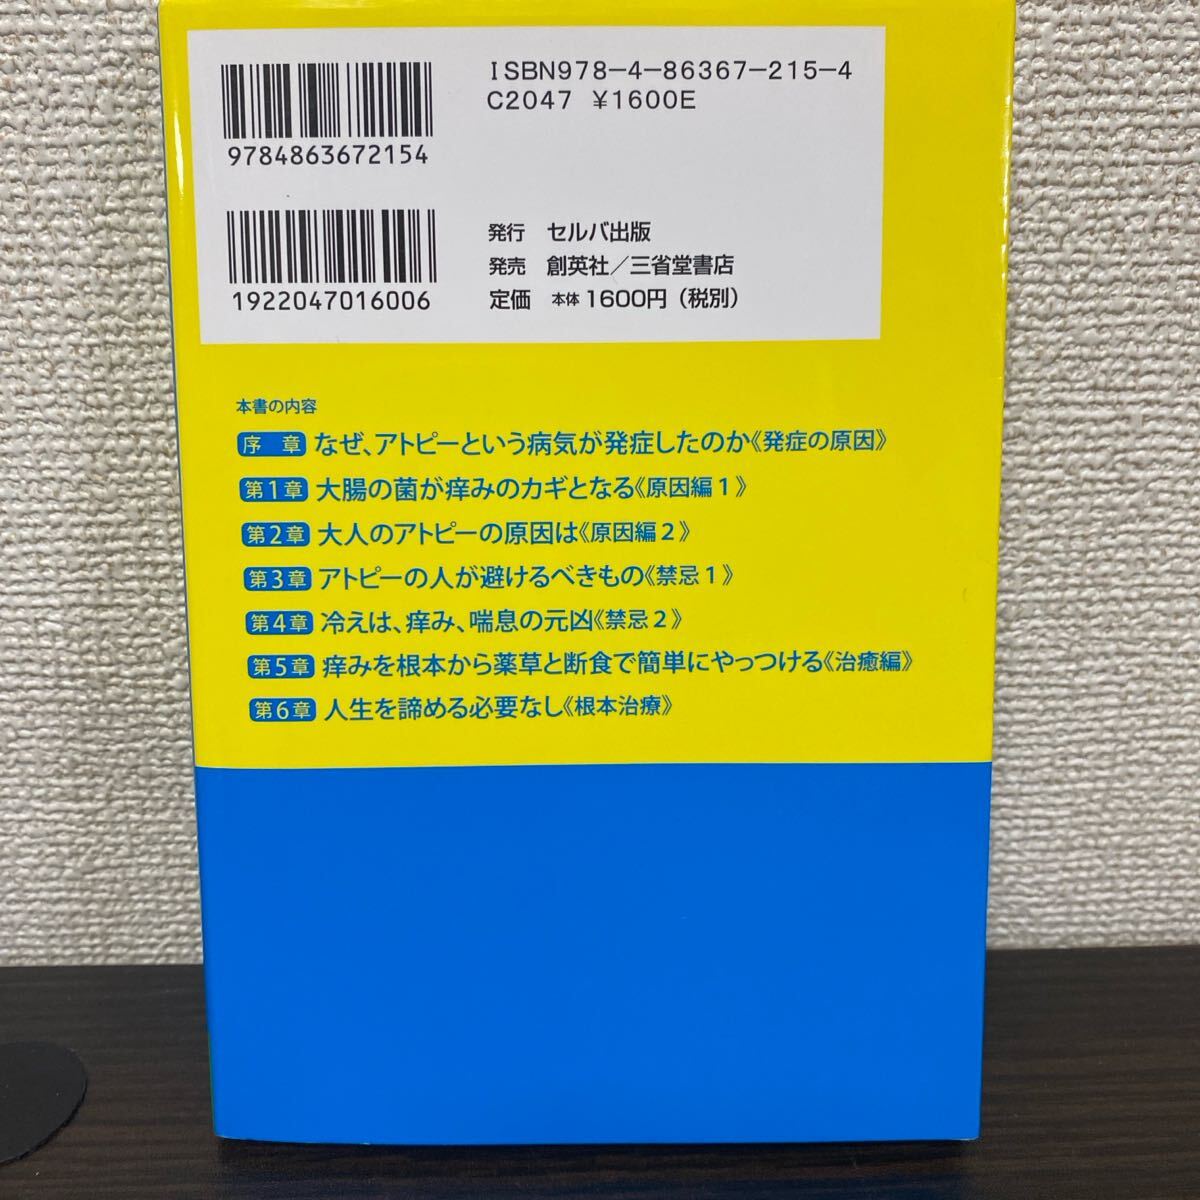 ISBN978-4-86367-215-4
C2047 ¥1600E
9784863672154
1922047016006
発行 セルバ出版
発売 創英社／三省堂書店
定価 本体1600円（税別）
本書の内容
序 章 なぜ、アトピーという病気が発症したのか《発症の原因》
第1章 大腸の菌が痒みのカギとなる《原因編1》
第2章 大人のアトピーの原因は《原因編2》
第3章 アトピーの人が避けるべきもの《禁忌1》
第4章 冷えは、痒み、喘息の元凶《禁忌2》
第5章 痒みを根本から薬草と断食で簡単にやっつける《治癒編》
第6章 人生を諦める必要なし《根本治療》